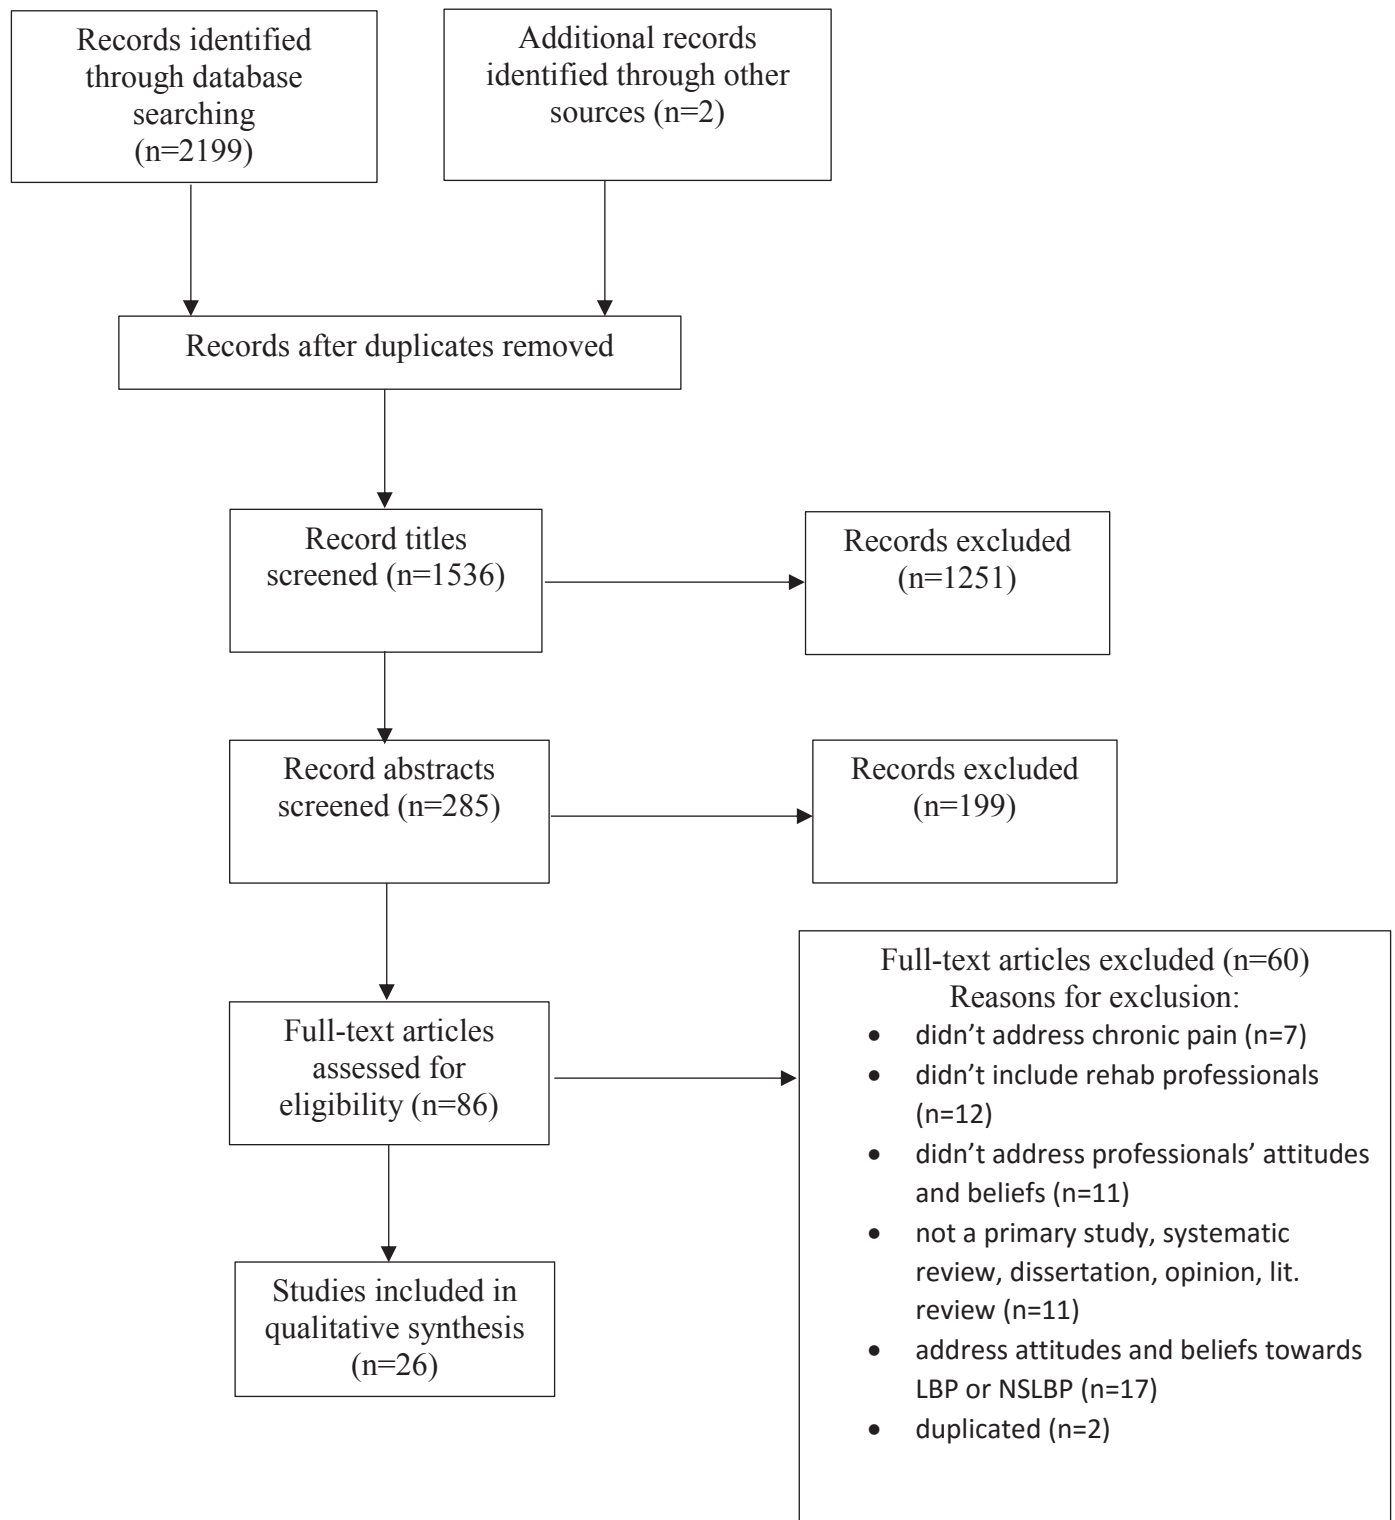 Records identified
through database
searching
(n=2199)
Additional records
identified through other
sources (n=2)
Records after duplicates removed
Record titles
screened (n=1536)
Records excluded
(n=1251)
Record abstracts
screened (n=285)
Records excluded
(n=199)
Full-text articles
assessed for
eligibility (n=86)
Full-text articles excluded (n=60)
Reasons for exclusion:
• didn’t address chronic pain (n=7)
• didn’t include rehab professionals
(n=12)
• didn’t address professionals’ attitudes
and beliefs (n=11)
• not a primary study, systematic
review, dissertation, opinion, lit.
review (n=11)
• address attitudes and beliefs towards
LBP or NSLBP (n=17)
• duplicated (n=2)
Studies included in
qualitative synthesis
(n=26)